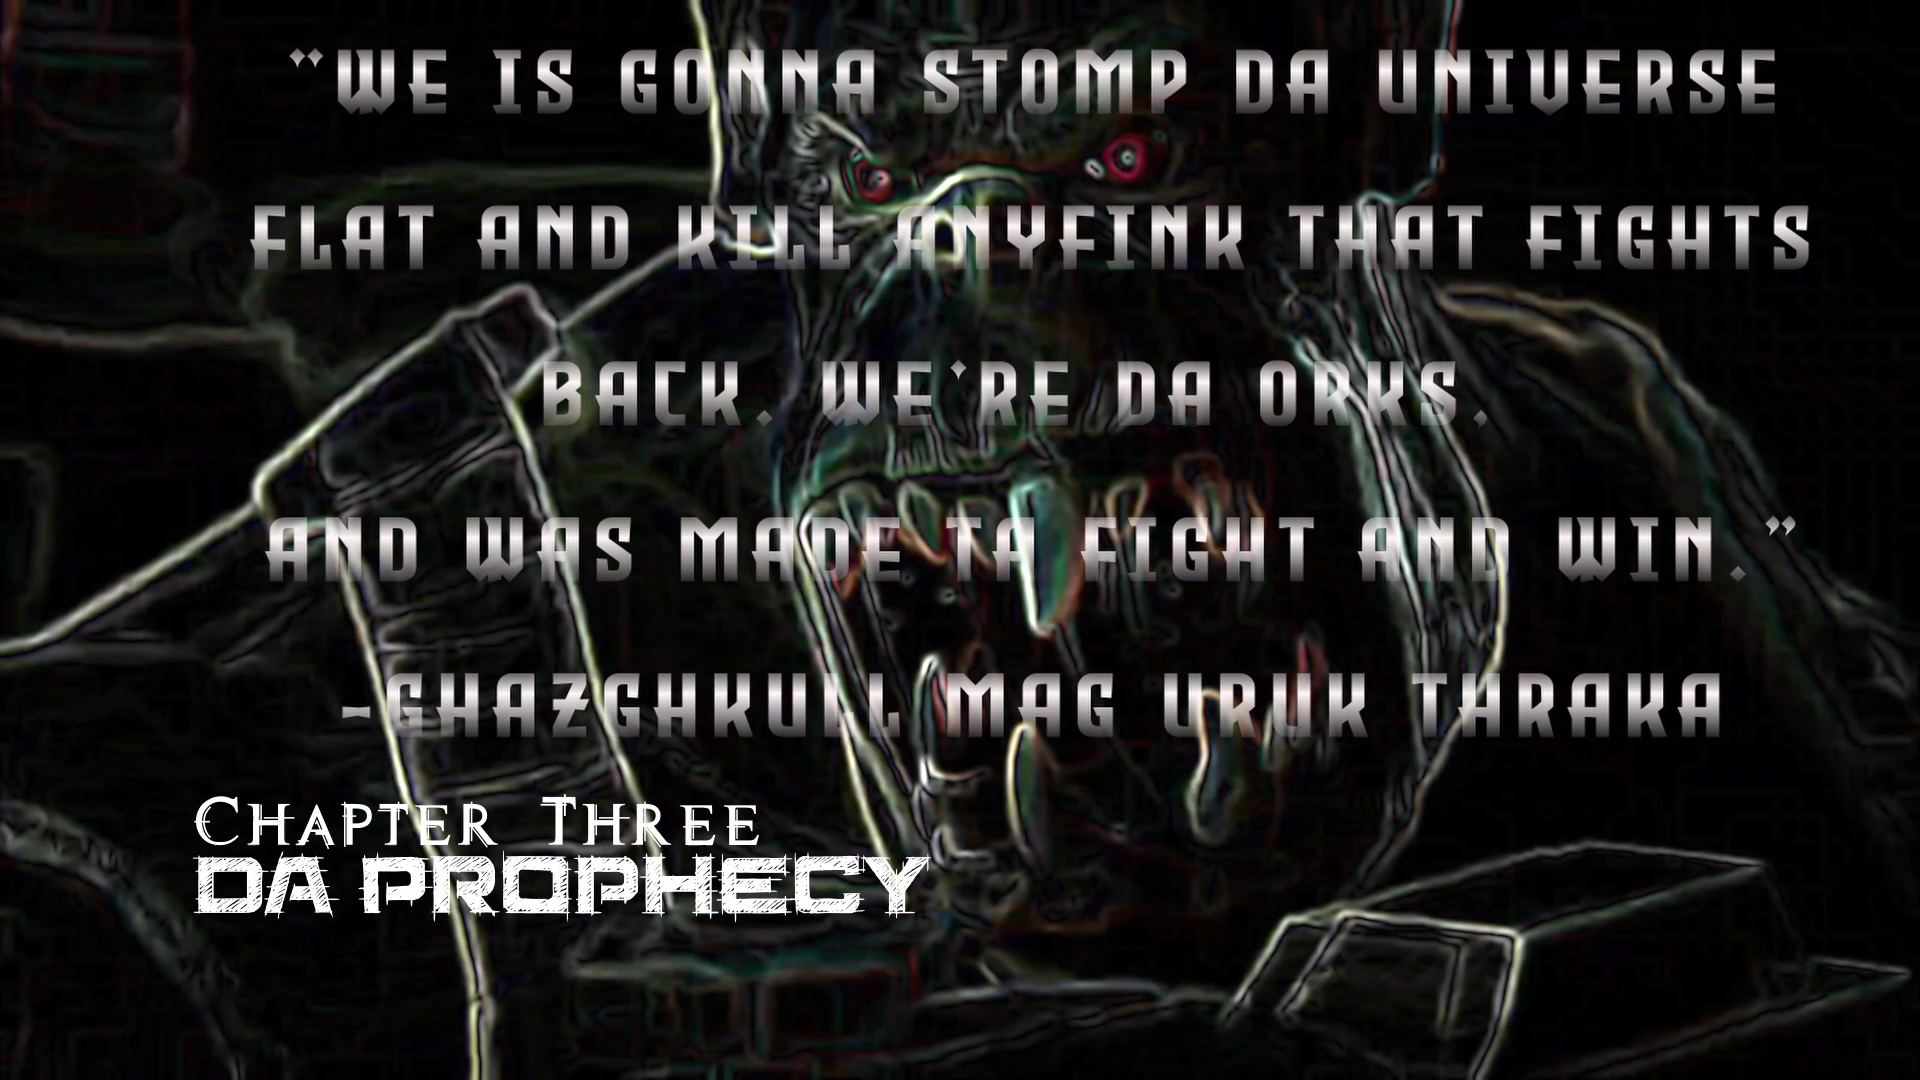 "WE IS GONNA STOMP DA UNIVERSE
FLAT AND KILL ANYFINK THAT FIGHTS
BACK. WE'RE DA ORKS,
AND WAS MADE TA FIGHT AND WIN. "
-GHAZGHKULL MAG URUK THRAKA
CHAPTER THREE
DA PROPHECY